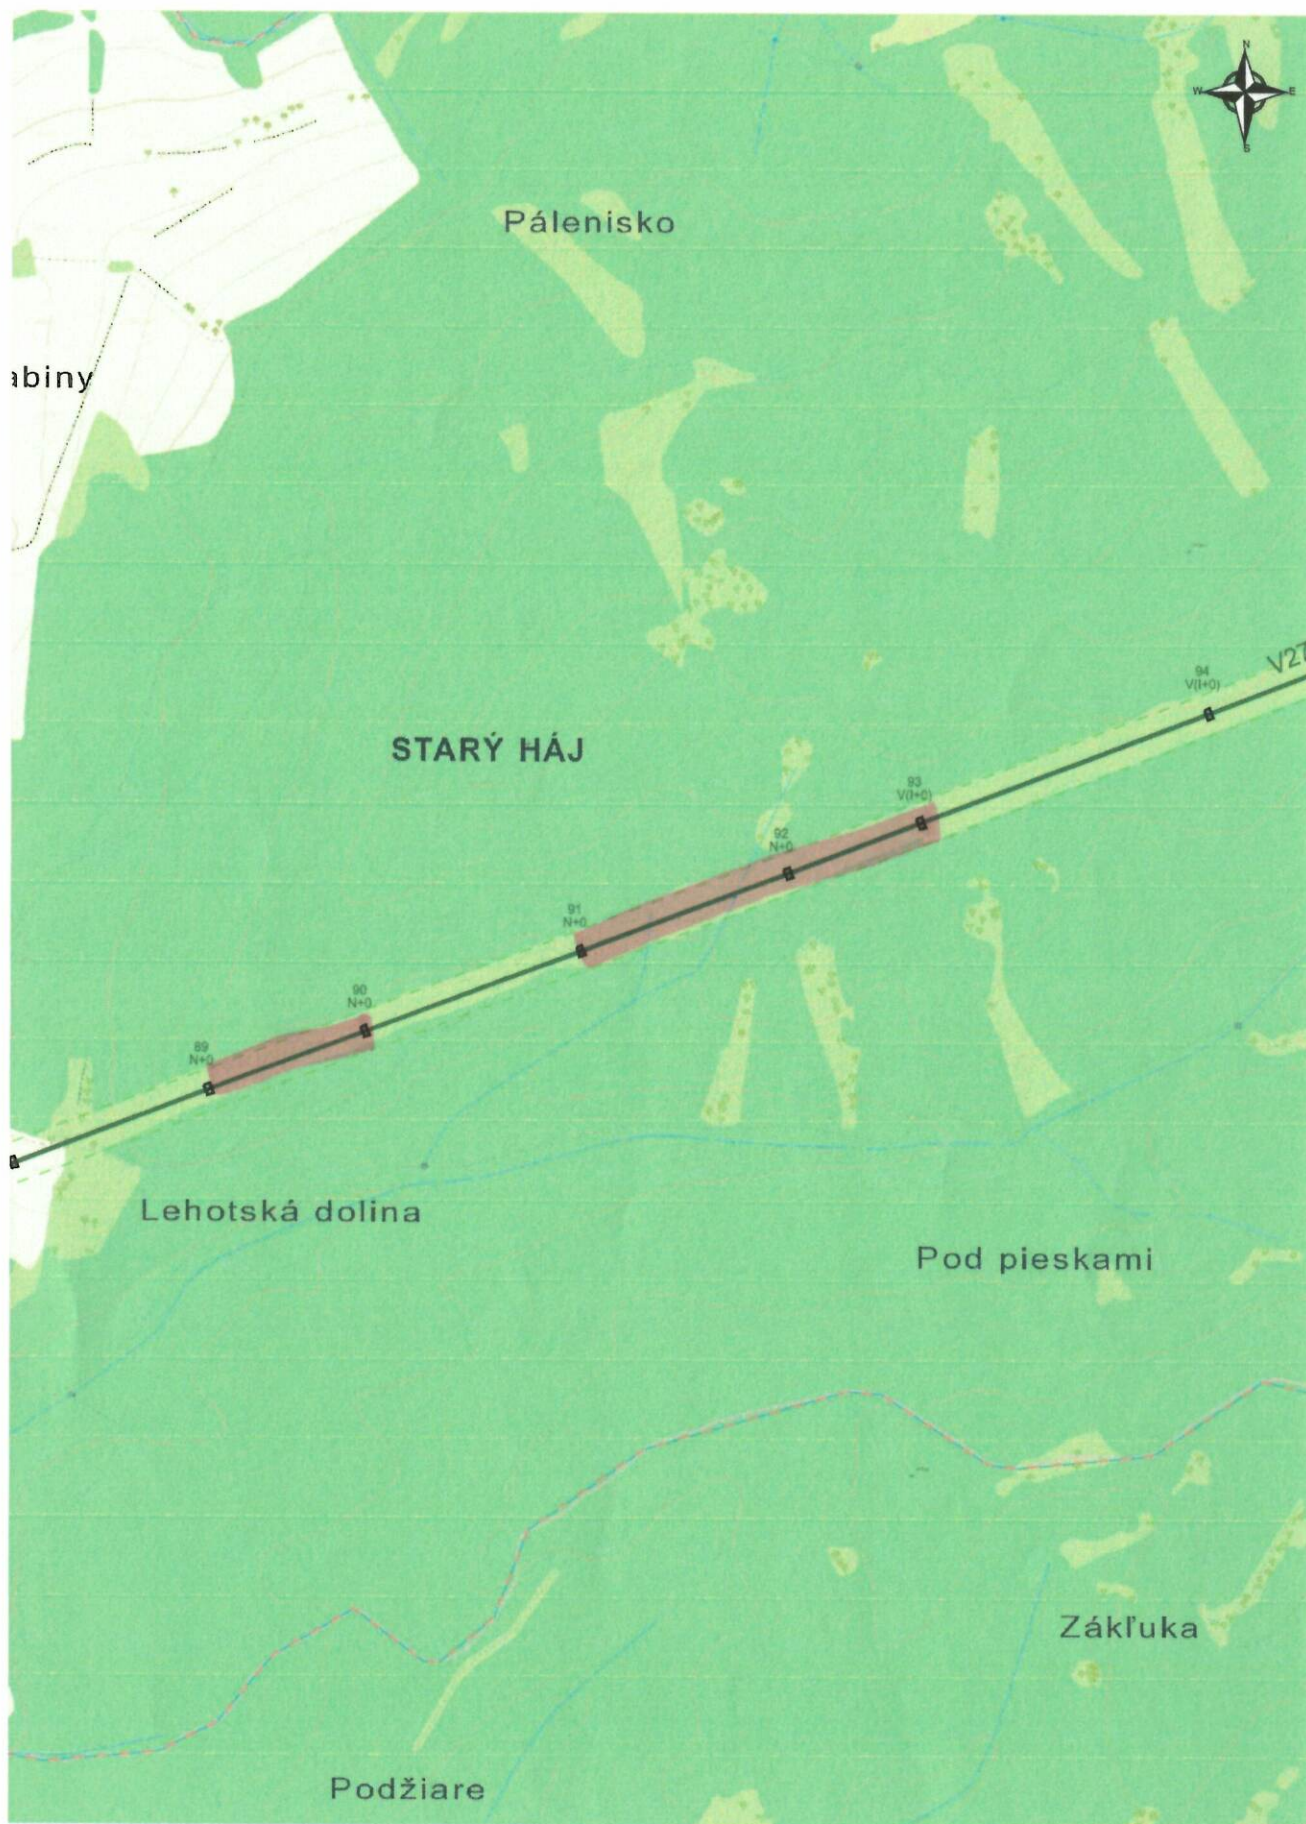 N
W E
S
Pálenisko
abiny
V27
94
V(I+0)
STARÝ HÁJ
93
V(I+0)
92
N+0
91
N+0
90
N+0
89
N+0
Lehotská dolina
Pod pieskami
Zákľuka
Podžiare